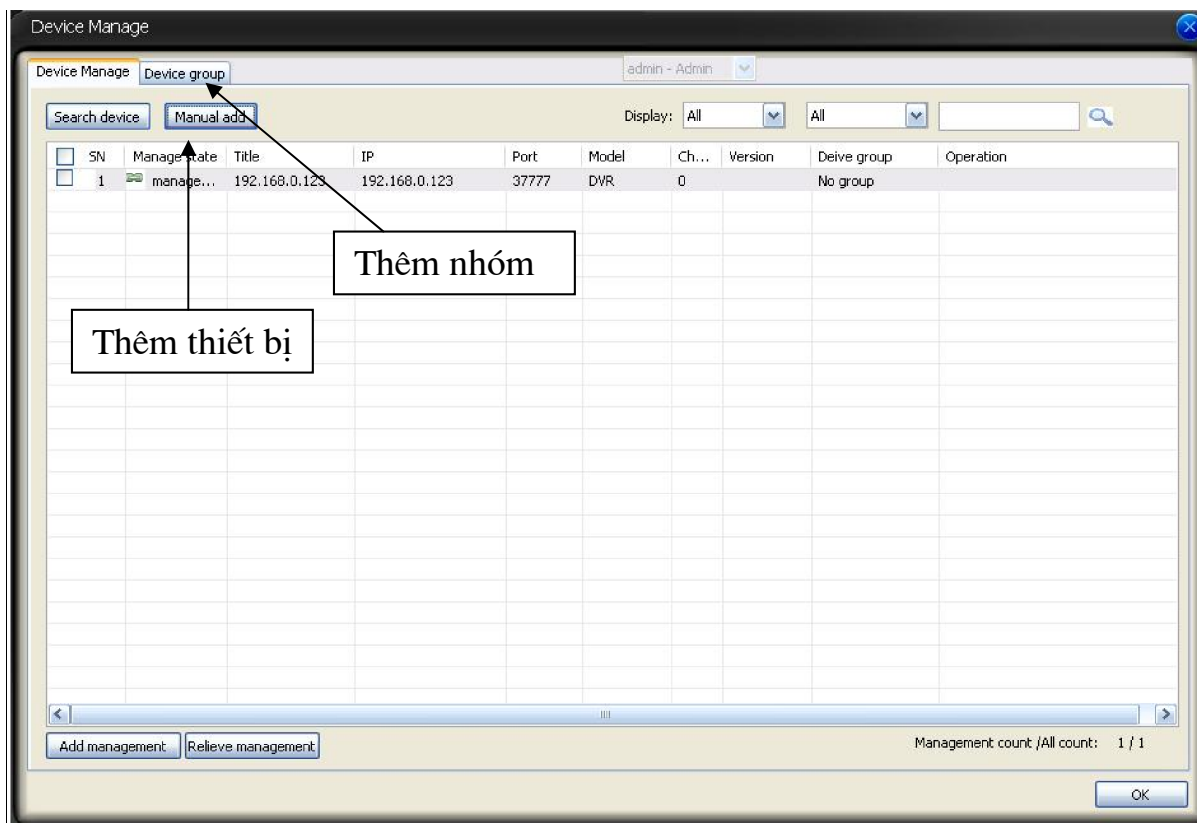 Device Manage
Device Manage Device group admin - Admin
Search device Manual add Display: All All
SN Manage state Title IP Port Model Ch... Version Deive group Operation
1 manage... 192.168.0.123 192.168.0.123 37777 DVR 0 No group
Thêm nhóm
Thêm thiết bị
Add management Relieve management Management count /All count: 1 / 1
OK